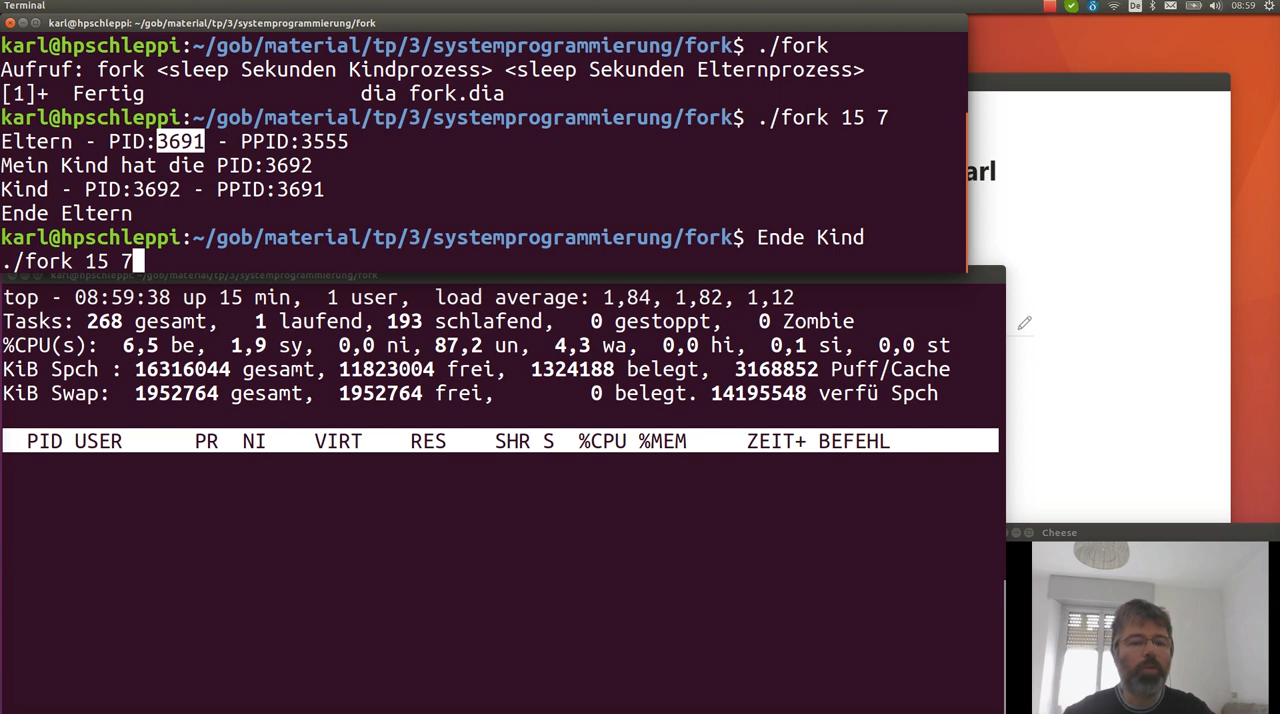 Terminal
De
08:59
karl@hpschleppi: ~/gob/material/tp/3/systemprogrammierung/fork
karl@hpschleppi:~/gob/material/tp/3/systemprogrammierung/fork$ ./fork
Aufruf: fork <sleep Sekunden Kindprozess> <sleep Sekunden Elternprozess>
[1]+  Fertig                  dia fork.dia
karl@hpschleppi:~/gob/material/tp/3/systemprogrammierung/fork$ ./fork 15 7
Eltern - PID:3691 - PPID:3555
Mein Kind hat die PID:3692
Kind - PID:3692 - PPID:3691
Ende Eltern
karl@hpschleppi:~/gob/material/tp/3/systemprogrammierung/fork$ Ende Kind
./fork 15 7
arl
karl@hpschleppi: ~/gob/material/tp/3/systemprogrammierung/fork
top - 08:59:38 up 15 min,  1 user,  load average: 1,84, 1,82, 1,12
Tasks: 268 gesamt,   1 laufend, 193 schlafend,   0 gestoppt,   0 Zombie
%CPU(s):  6,5 be,  1,9 sy,  0,0 ni, 87,2 un,  4,3 wa,  0,0 hi,  0,1 si,  0,0 st
KiB Spch : 16316044 gesamt, 11823004 frei,  1324188 belegt,  3168852 Puff/Cache
KiB Swap:  1952764 gesamt,  1952764 frei,        0 belegt. 14195548 verfü Spch
PID USER      PR  NI    VIRT    RES    SHR S  %CPU %MEM     ZEIT+ BEFEHL
Cheese